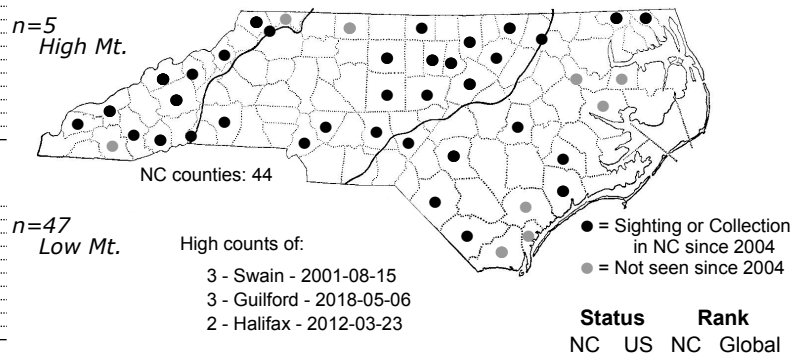 n=5
High Mt.
NC counties: 44
n=47
Low Mt.
High counts of:
3 - Swain - 2001-08-15
3 - Guilford - 2018-05-06
2 - Halifax - 2012-03-23
= Sighting or Collection
in NC since 2004
= Not seen since 2004
Status Rank
NC US NC Global